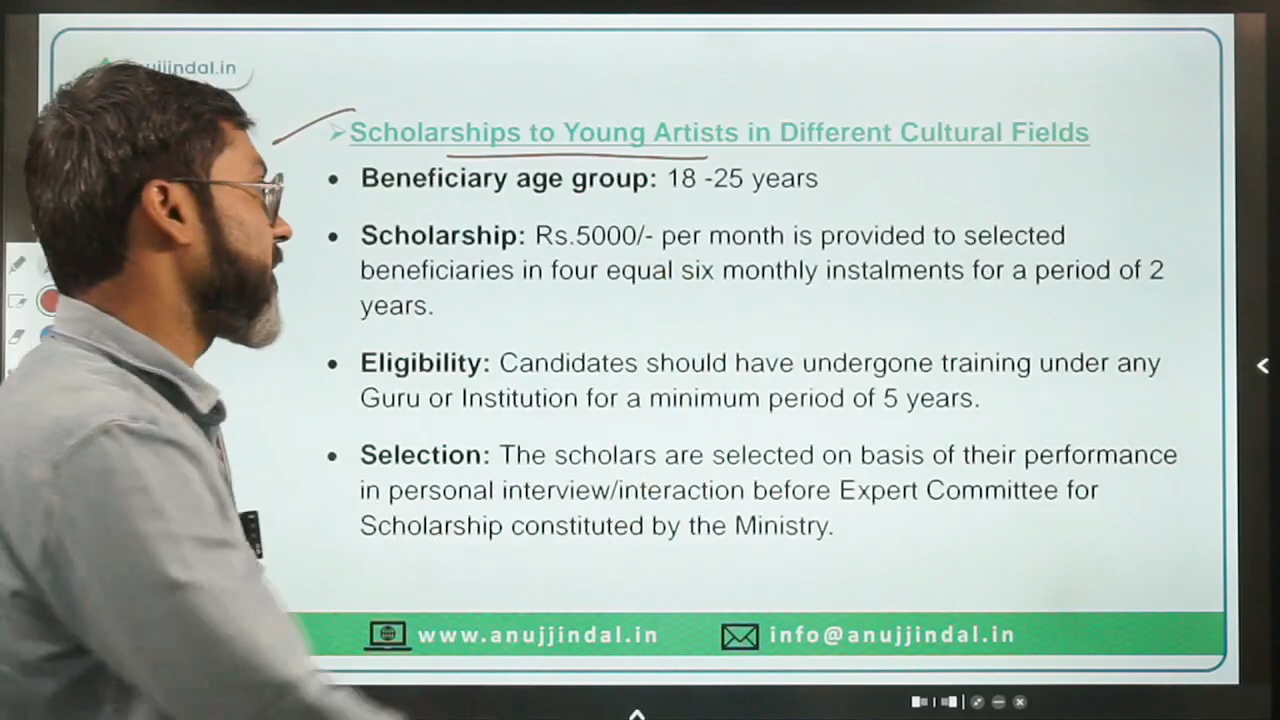 anujjindal.in
➢Scholarships to Young Artists in Different Cultural Fields
• Beneficiary age group: 18 -25 years
• Scholarship: Rs.5000/- per month is provided to selected
beneficiaries in four equal six monthly instalments for a period of 2
years.
• Eligibility: Candidates should have undergone training under any
Guru or Institution for a minimum period of 5 years.
• Selection: The scholars are selected on basis of their performance
in personal interview/interaction before Expert Committee for
Scholarship constituted by the Ministry.
www.anujjindal.in info@anujjindal.in